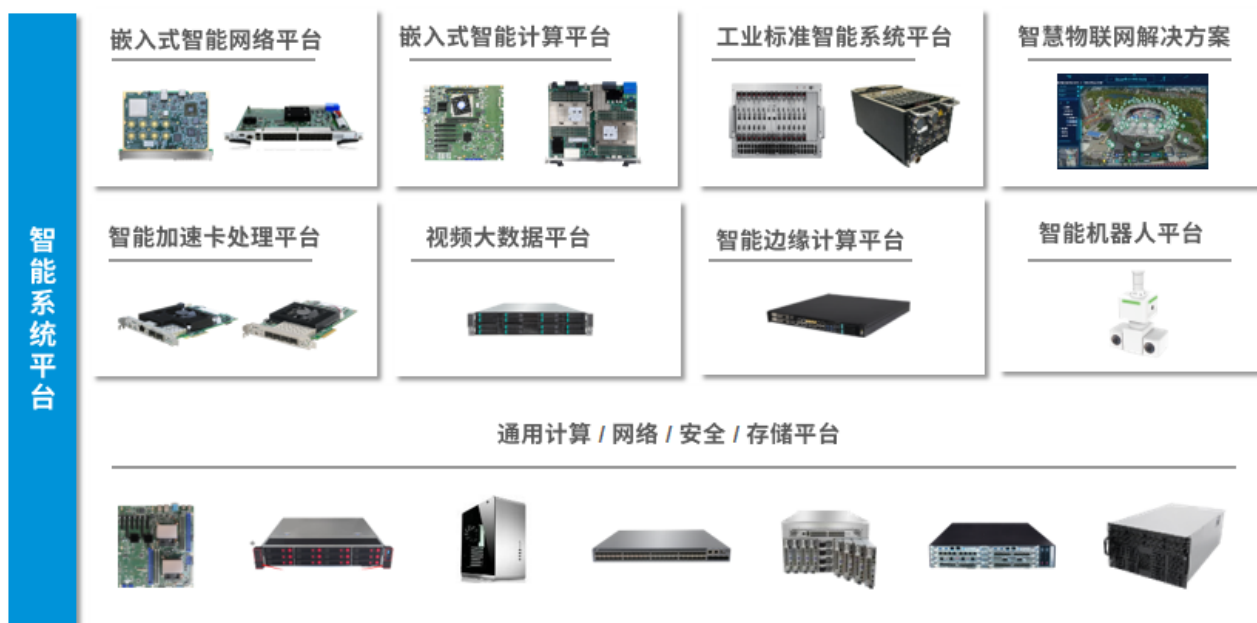 智能系统平台
嵌入式智能网络平台
嵌入式智能计算平台
工业标准智能系统平台
智慧物联网解决方案
智能加速卡处理平台
视频大数据平台
智能边缘计算平台
智能机器人平台
通用计算 / 网络 / 安全 / 存储平台